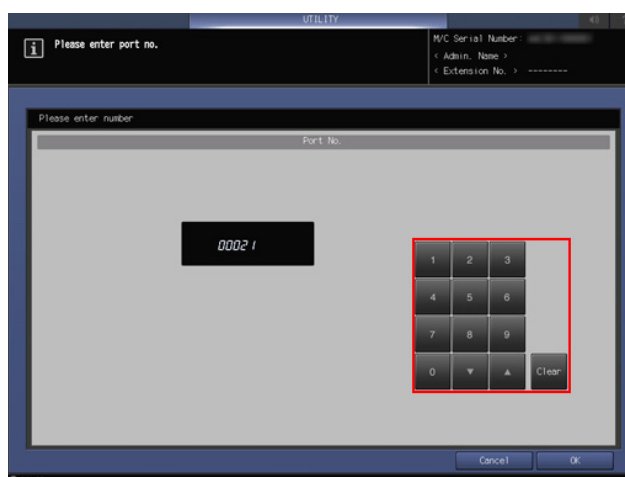 UTILITY
Please enter port no.
M/C Serial Number:
< Admin. Name >
< Extension No. > --------
Please enter number
Port No.
00021
1 2 3
4 5 6
7 8 9
0 ▼ ▲ Clear
Cancel OK